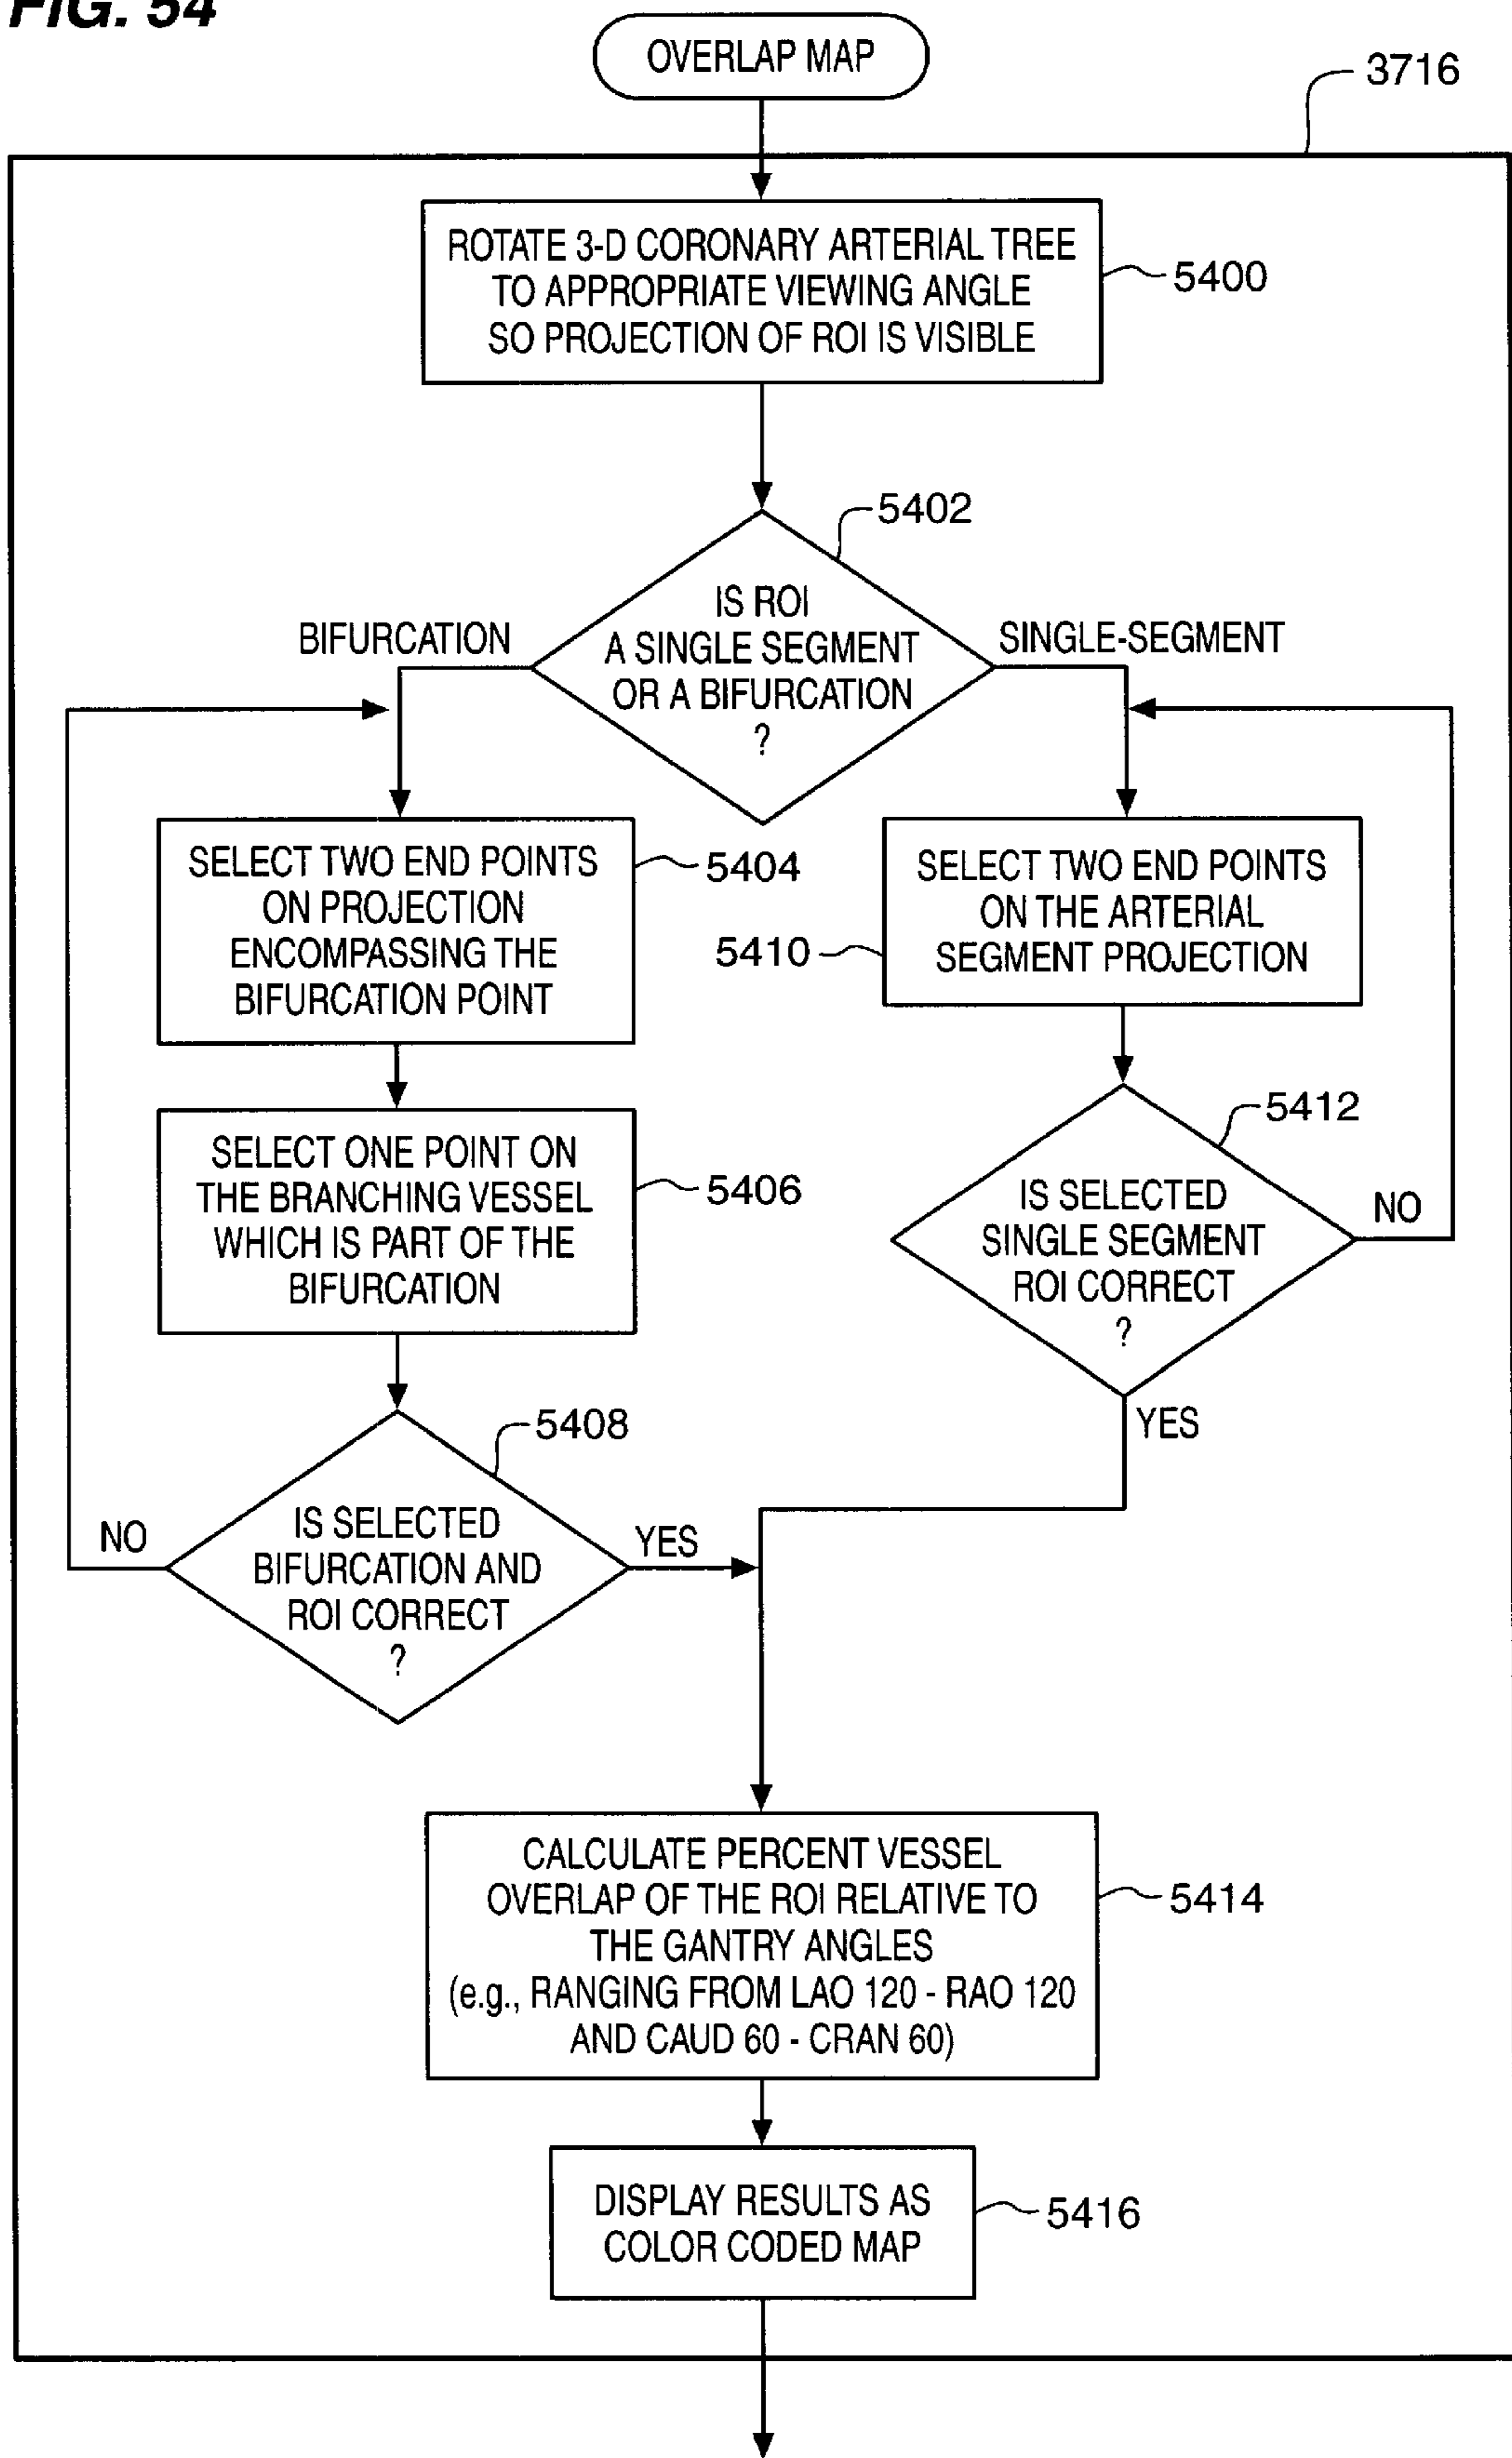 FIG. 54
OVERLAP MAP
3716
ROTATE 3-D CORONARY ARTERIAL TREE
TO APPROPRIATE VIEWING ANGLE
SO PROJECTION OF ROI IS VISIBLE
5400
5402
IS ROI
A SINGLE SEGMENT
OR A BIFURCATION
?
BIFURCATION
SINGLE-SEGMENT
SELECT TWO END POINTS
ON PROJECTION
ENCOMPASSING THE
BIFURCATION POINT
5404
SELECT TWO END POINTS
ON THE ARTERIAL
SEGMENT PROJECTION
5410
SELECT ONE POINT ON
THE BRANCHING VESSEL
WHICH IS PART OF THE
BIFURCATION
5406
5412
IS SELECTED
SINGLE SEGMENT
ROI CORRECT
?
NO
YES
5408
IS SELECTED
BIFURCATION AND
ROI CORRECT
?
NO
YES
CALCULATE PERCENT VESSEL
OVERLAP OF THE ROI RELATIVE TO
THE GANTRY ANGLES
(e.g., RANGING FROM LAO 120 - RAO 120
AND CAUD 60 - CRAN 60)
5414
DISPLAY RESULTS AS
COLOR CODED MAP
5416